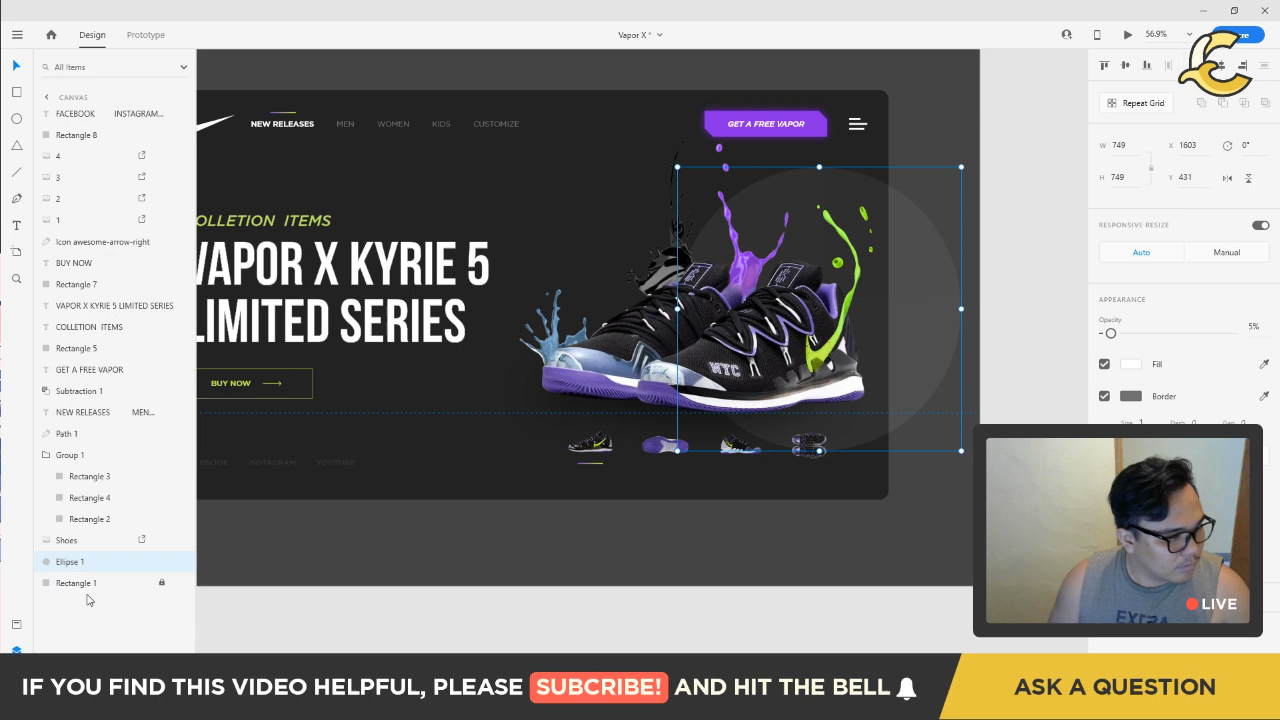 Design
Prototype
Vapor X *
56.9%
All Items
CANVAS
FACEBOOK INSTAGRAM...
Rectangle 8
4
3
2
1
Icon awesome-arrow-right
BUY NOW
Rectangle 7
VAPOR X KYRIE 5 LIMITED SERIES
COLLETION ITEMS
Rectangle 5
GET A FREE VAPOR
Subtraction 1
NEW RELEASES MEN...
Path 1
Group 1
Rectangle 3
Rectangle 4
Rectangle 2
Shoes
Ellipse 1
Rectangle 1
NEW RELEASES
MEN
WOMEN
KIDS
CUSTOMIZE
GET A FREE VAPOR
OLLETION ITEMS
VAPOR X KYRIE 5
LIMITED SERIES
BUY NOW
NYC
EBOOK
INSTAGRAM
YOUTUBE
Repeat Grid
W 749 X 1603 0°
H 749 Y 431
RESPONSIVE RESIZE
Auto
Manual
APPEARANCE
Opacity
5%
Fill
Border
LIVE
IF YOU FIND THIS VIDEO HELPFUL, PLEASE SUBCRIBE! AND HIT THE BELL
ASK A QUESTION